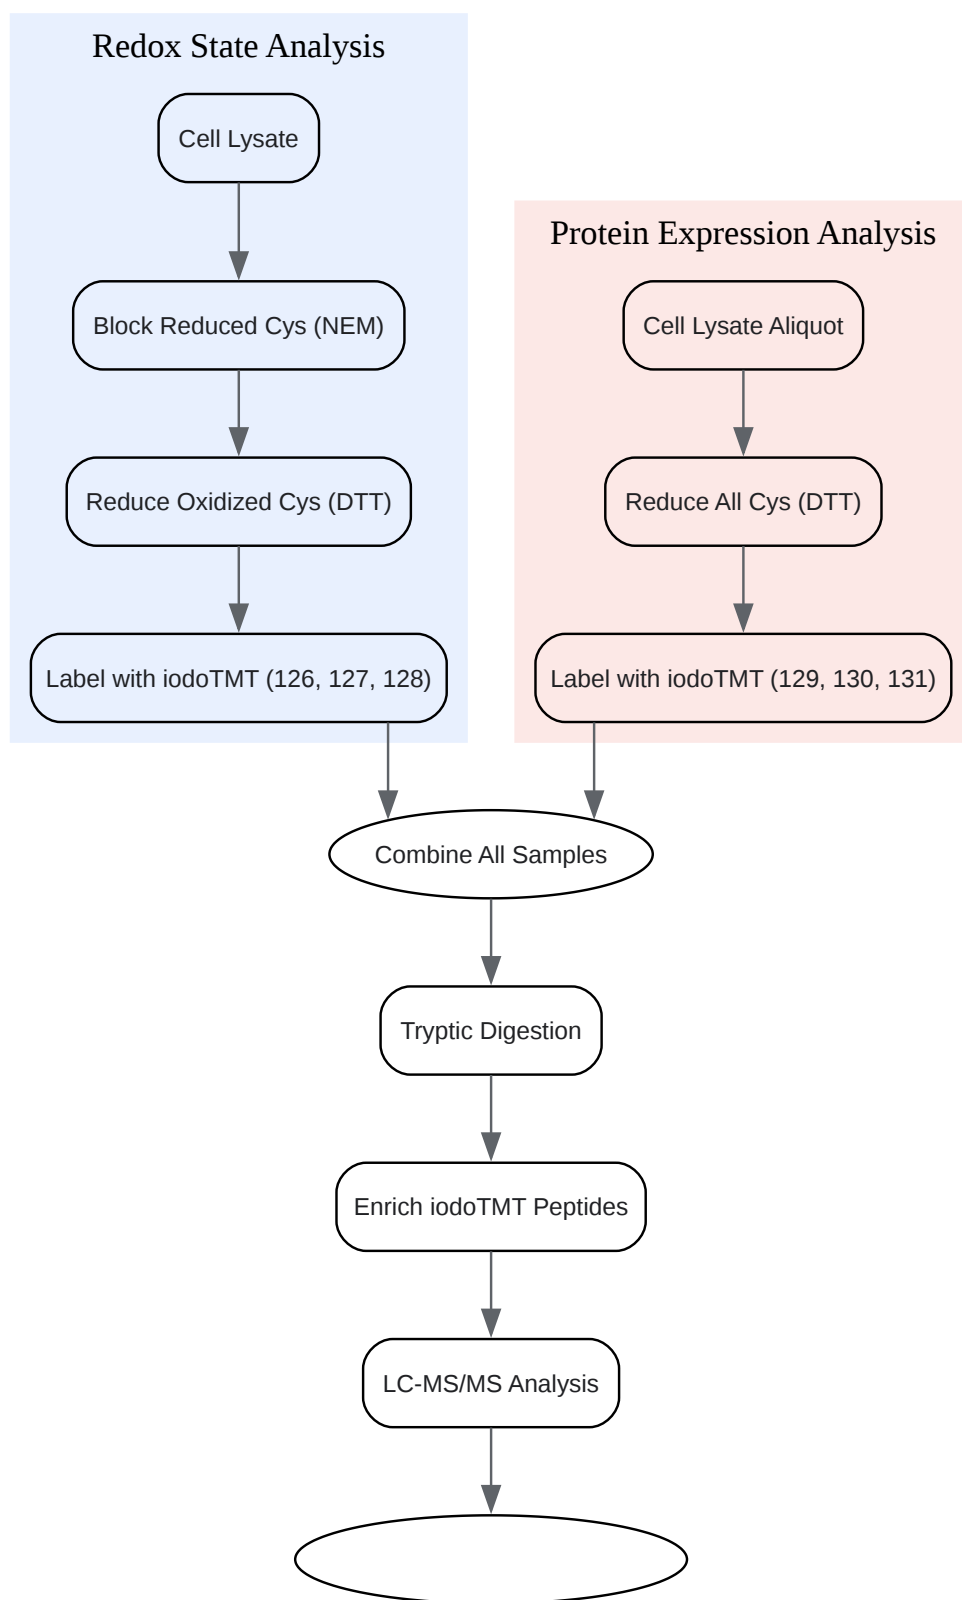 Redox State Analysis
Cell Lysate
Block Reduced Cys (NEM)
Reduce Oxidized Cys (DTT)
Label with iodoTMT (126, 127, 128)
Protein Expression Analysis
Cell Lysate Aliquot
Reduce All Cys (DTT)
Label with iodoTMT (129, 130, 131)
Combine All Samples
Tryptic Digestion
Enrich iodoTMT Peptides
LC-MS/MS Analysis